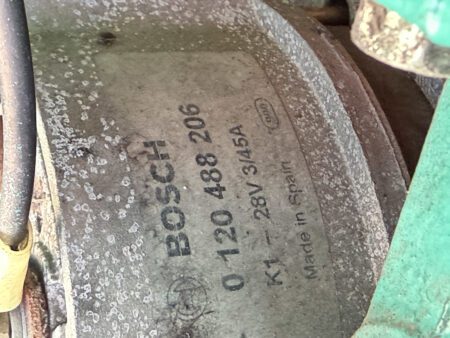 BOSCH
0 120 488 206
K1 - 28V 3/45A
Made in Spain